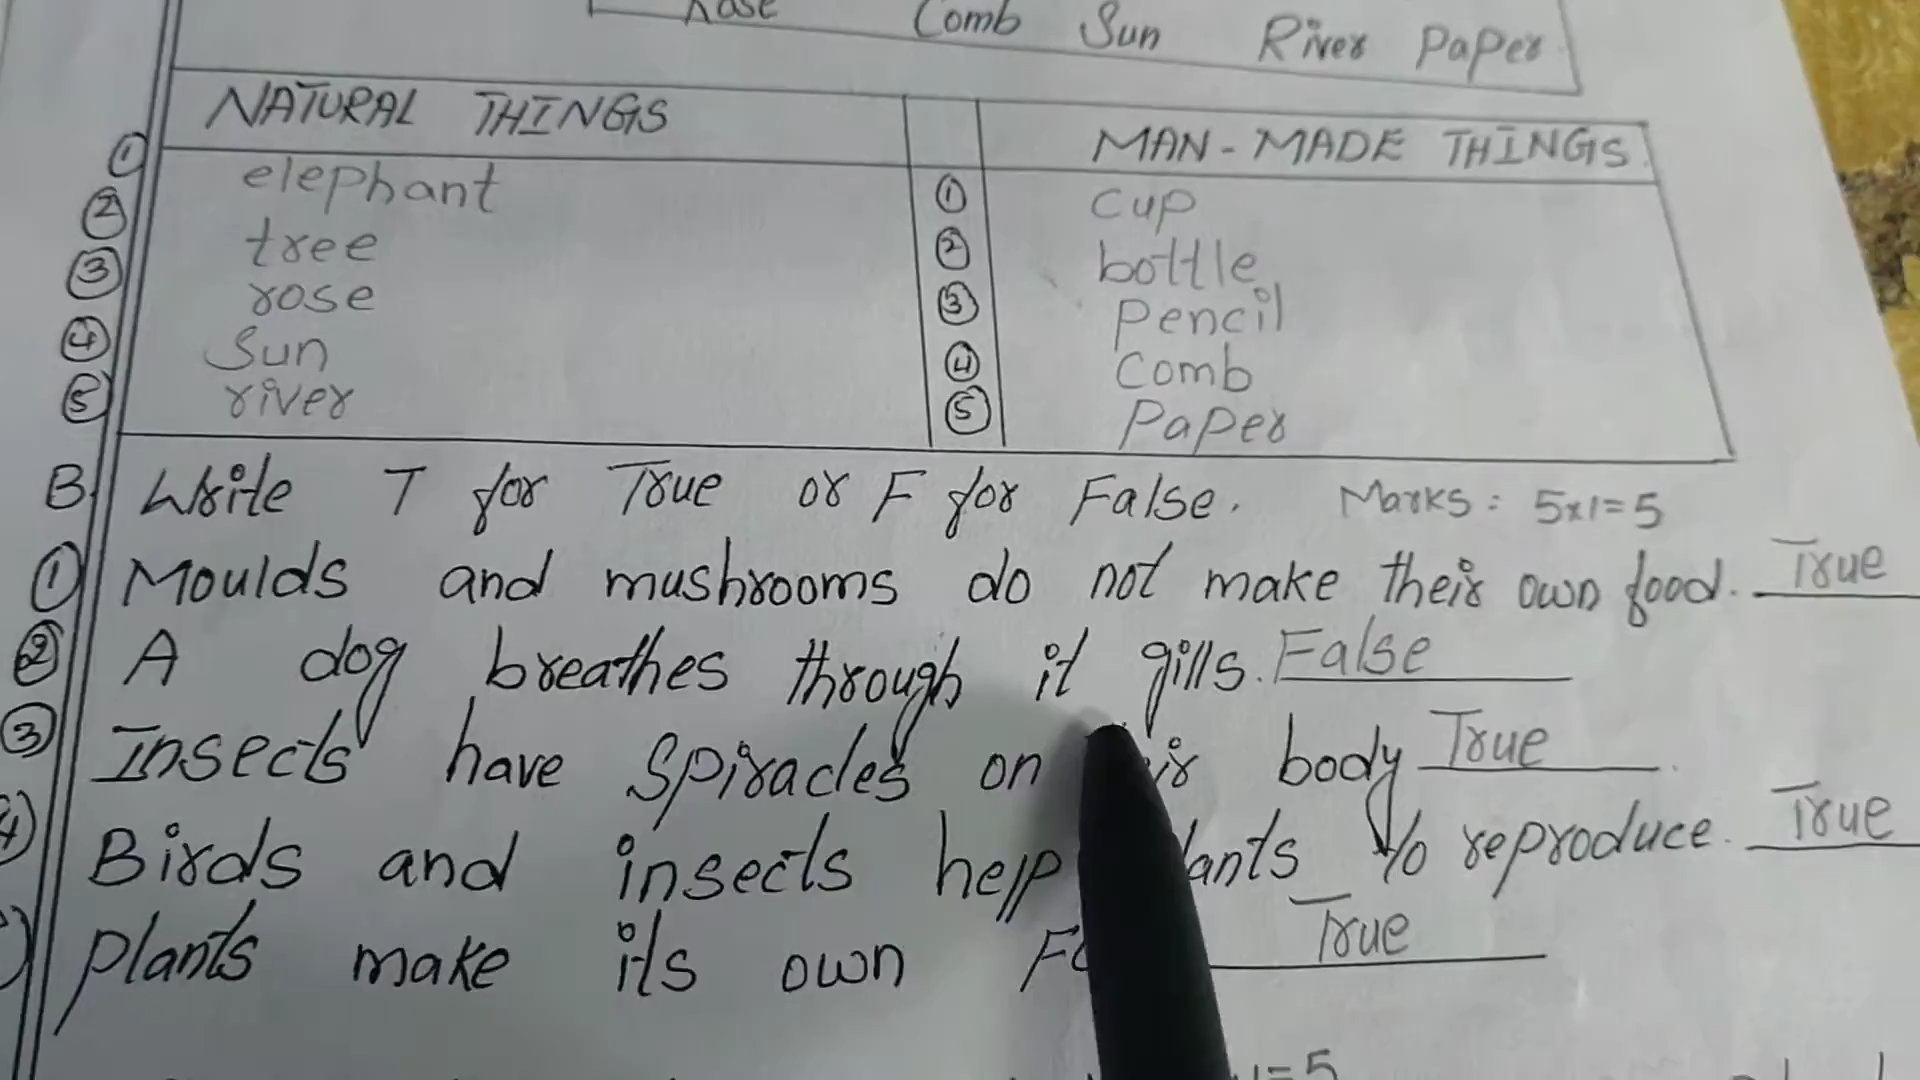 Rose Comb Sun River Paper
NATURAL THINGS MAN-MADE THINGS
① elephant ① cup
② tree ② bottle
③ rose ③ Pencil
④ Sun ④ Comb
⑤ river ⑤ Paper
B Write T for True or F for False. Marks: 5x1=5
① Moulds and mushrooms do not make their own food. True
② A dog breathes through it gills. False
③ Insects have Spiracles on body True
4) Birds and insects help to reproduce. True
Plants make its own True
=5